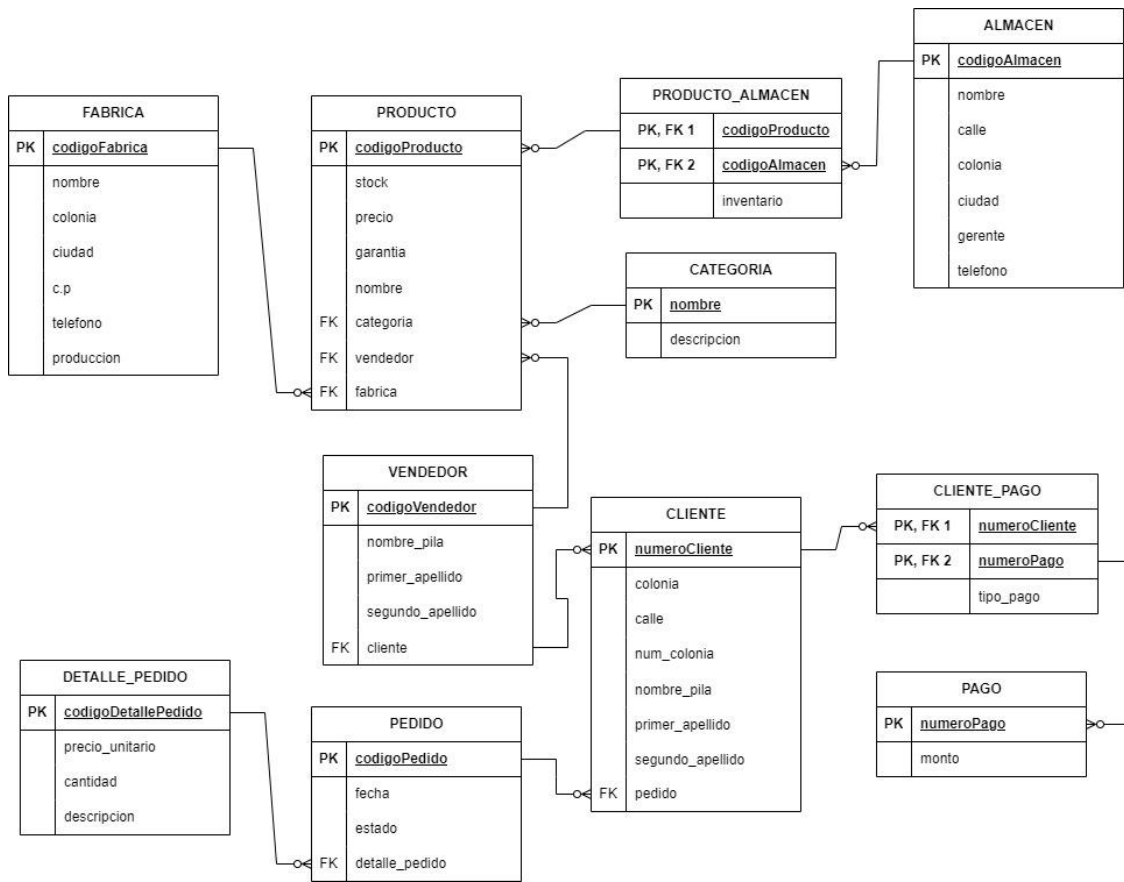 FABRICA
PK codigoFabrica
nombre
colonia
ciudad
c.p
telefono
produccion
PRODUCTO
PK codigoProducto
stock
precio
garantia
nombre
FK categoria
FK vendedor
FK fabrica
PRODUCTO_ALMACEN
PK, FK 1 codigoProducto
PK, FK 2 codigoAlmacen
inventario
ALMACEN
PK codigoAlmacen
nombre
calle
colonia
ciudad
gerente
telefono
CATEGORIA
PK nombre
descripcion
VENDEDOR
PK codigoVendedor
nombre_pila
primer_apellido
segundo_apellido
FK cliente
CLIENTE
PK numeroCliente
colonia
calle
num_colonia
nombre_pila
primer_apellido
segundo_apellido
FK pedido
CLIENTE_PAGO
PK, FK 1 numeroCliente
PK, FK 2 numeroPago
tipo_pago
DETALLE_PEDIDO
PK codigoDetallePedido
precio_unitario
cantidad
descripcion
PEDIDO
PK codigoPedido
fecha
estado
FK detalle_pedido
PAGO
PK numeroPago
monto